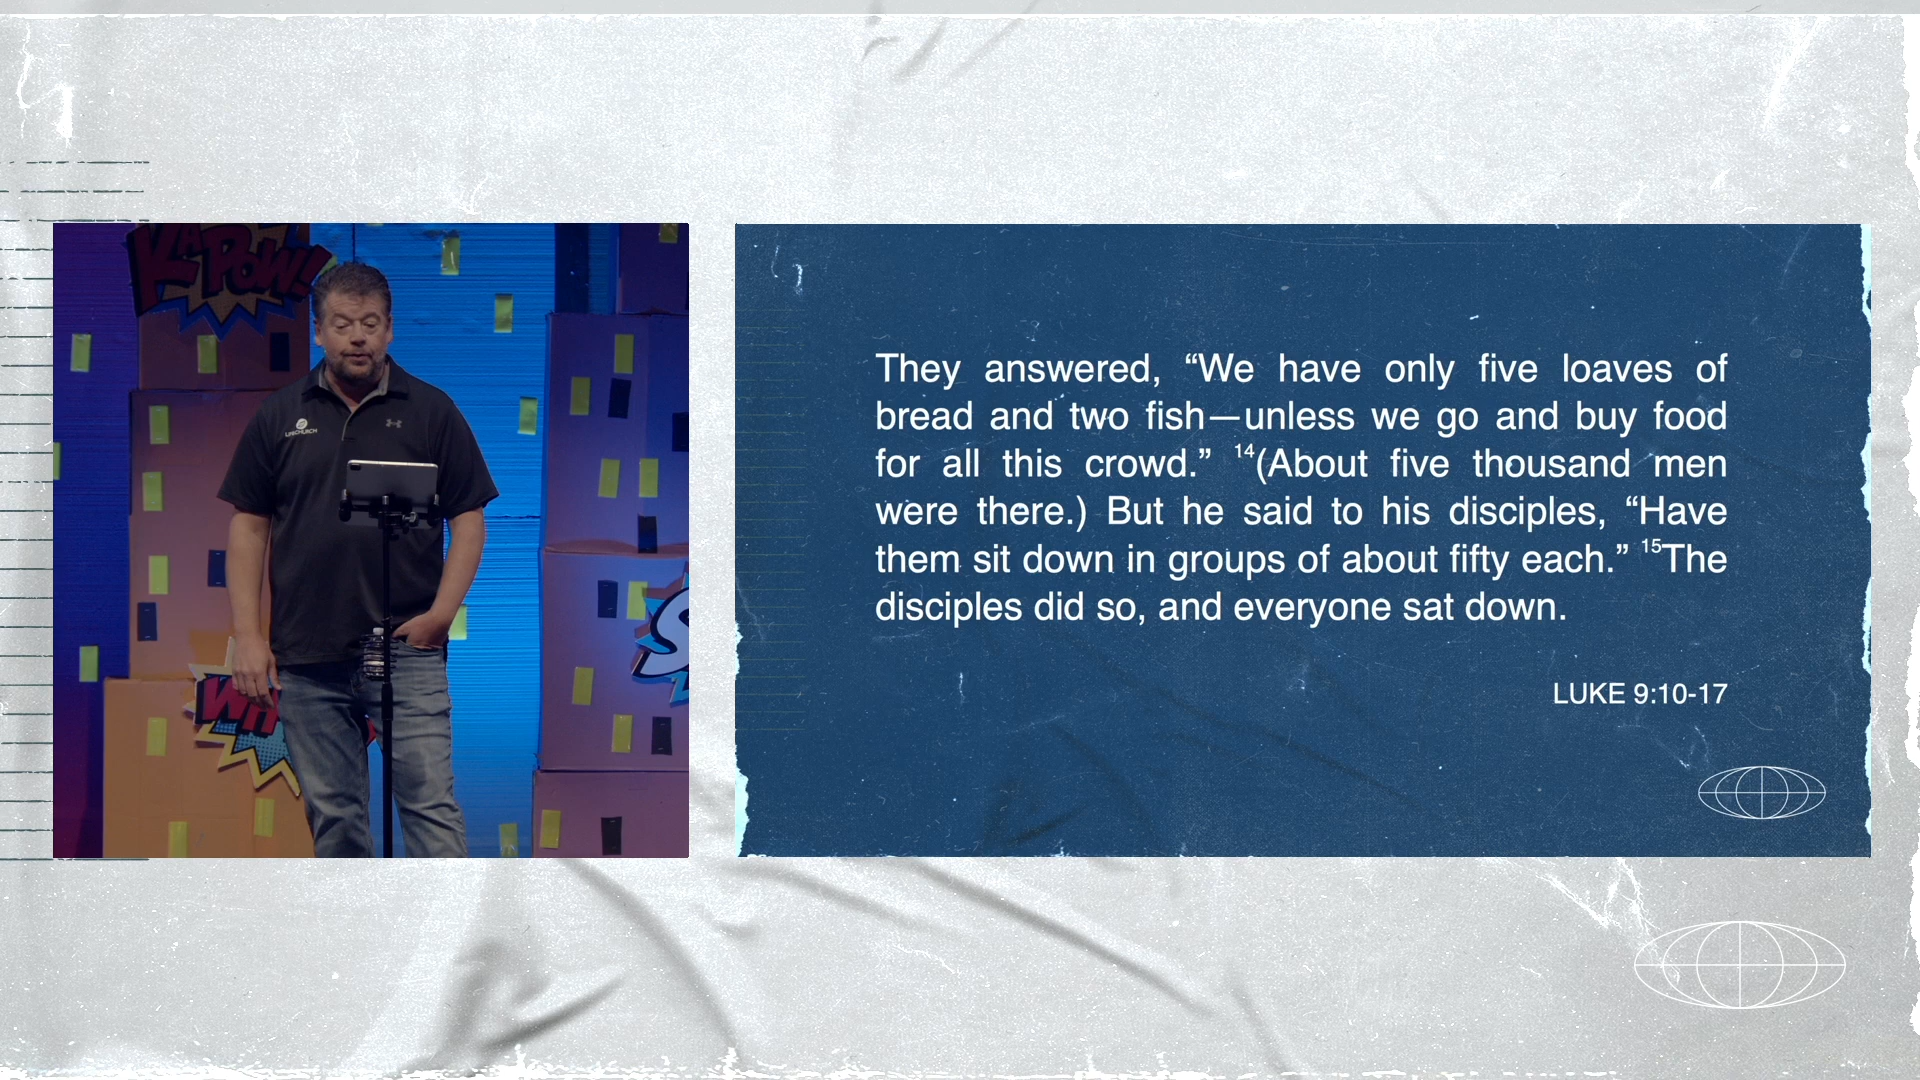 KAPOW!
LIFECHURCH
They answered, “We have only five loaves of
bread and two fish—unless we go and buy food
for all this crowd.” ¹⁴(About five thousand men
were there.) But he said to his disciples, “Have
them sit down in groups of about fifty each.” ¹⁵The
disciples did so, and everyone sat down.
LUKE 9:10-17